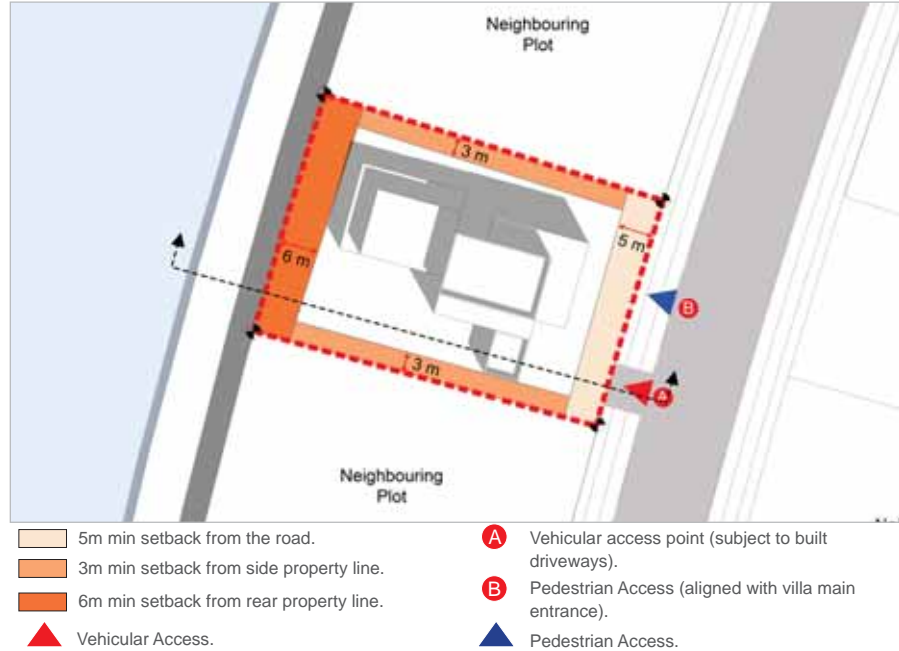 Neighbouring
Plot
3 m
5 m
6 m
B
3 m
A
Neighbouring
Plot
5m min setback from the road.
3m min setback from side property line.
6m min setback from rear property line.
Vehicular Access.
A Vehicular access point (subject to built
driveways).
B Pedestrian Access (aligned with villa main
entrance).
Pedestrian Access.